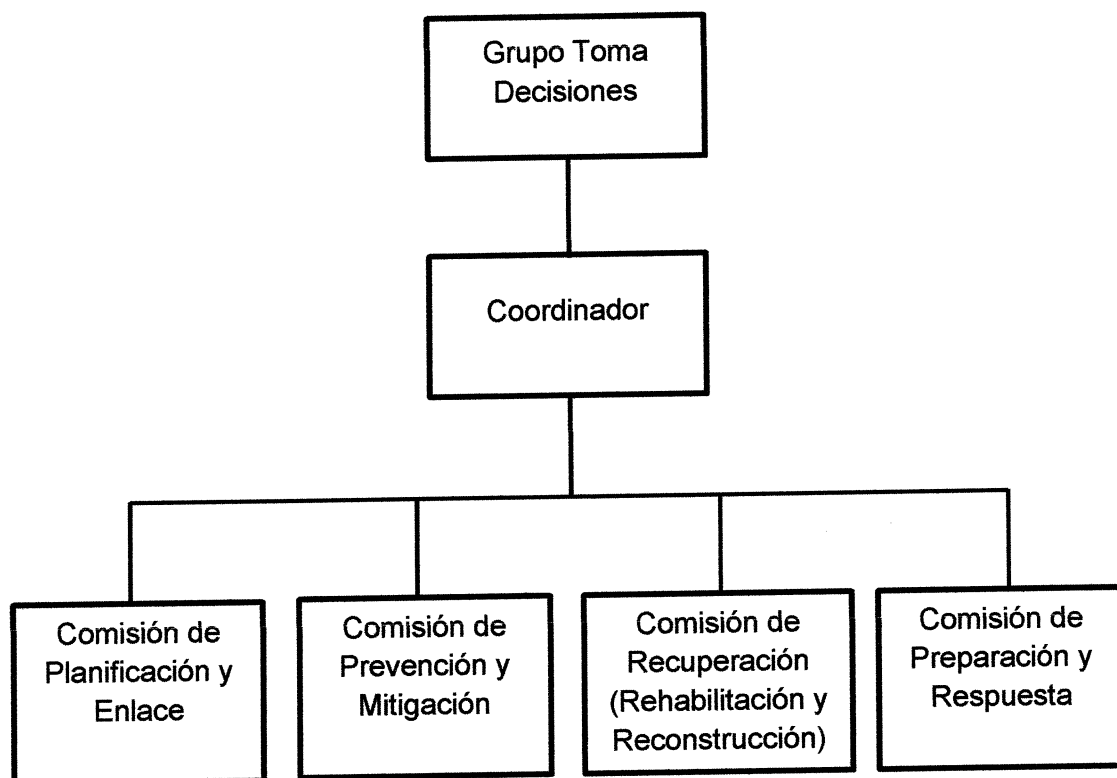 Grupo Toma
Decisiones
Coordinador
Comisión de
Planificación y
Enlace
Comisión de
Prevención y
Mitigación
Comisión de
Recuperación
(Rehabilitación y
Reconstrucción)
Comisión de
Preparación y
Respuesta